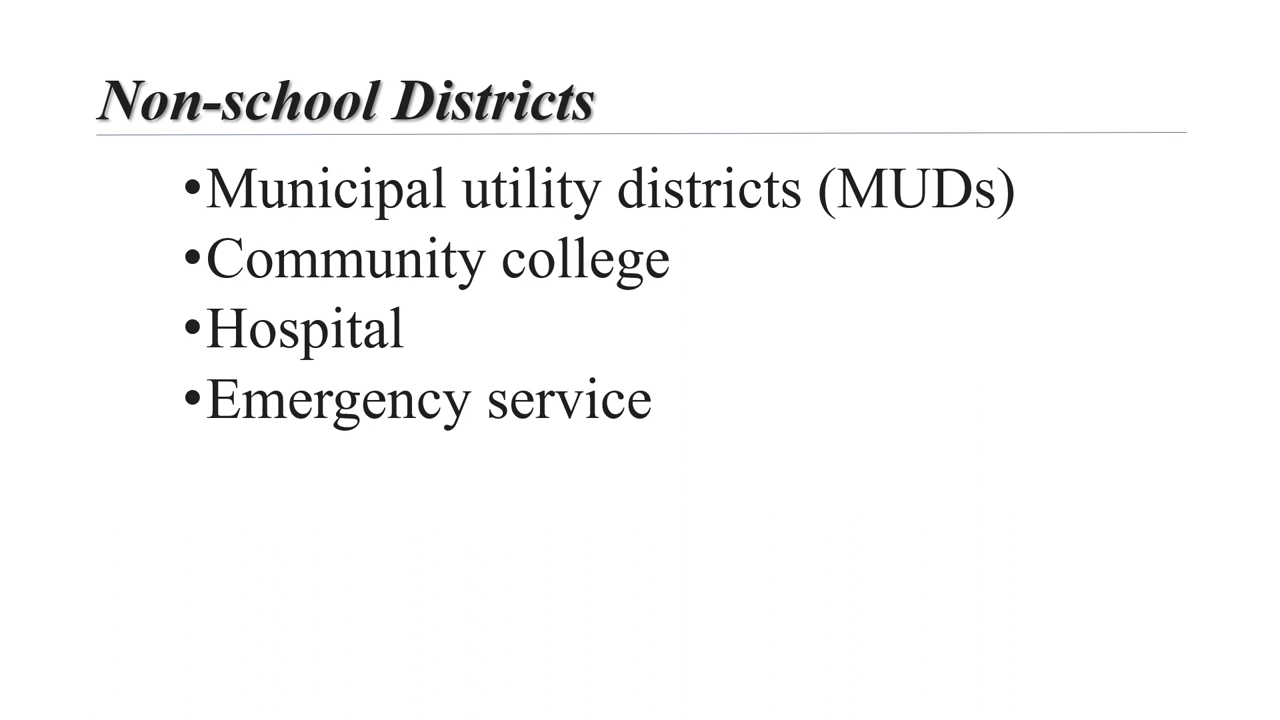 Non-school Districts
•Municipal utility districts (MUDs)
•Community college
•Hospital
•Emergency service